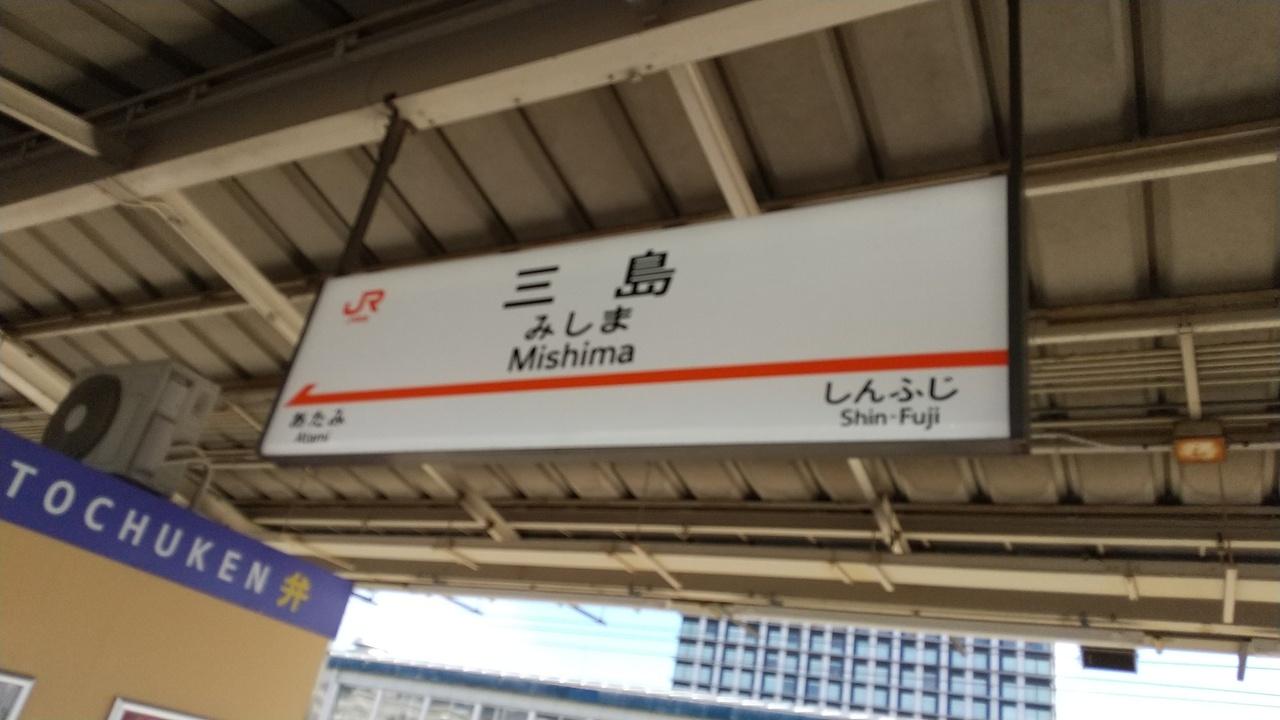 JR
三島
みしま
Mishima
あたみ
Atami
しんふじ
Shin-Fuji
TOCHUKEN 弁